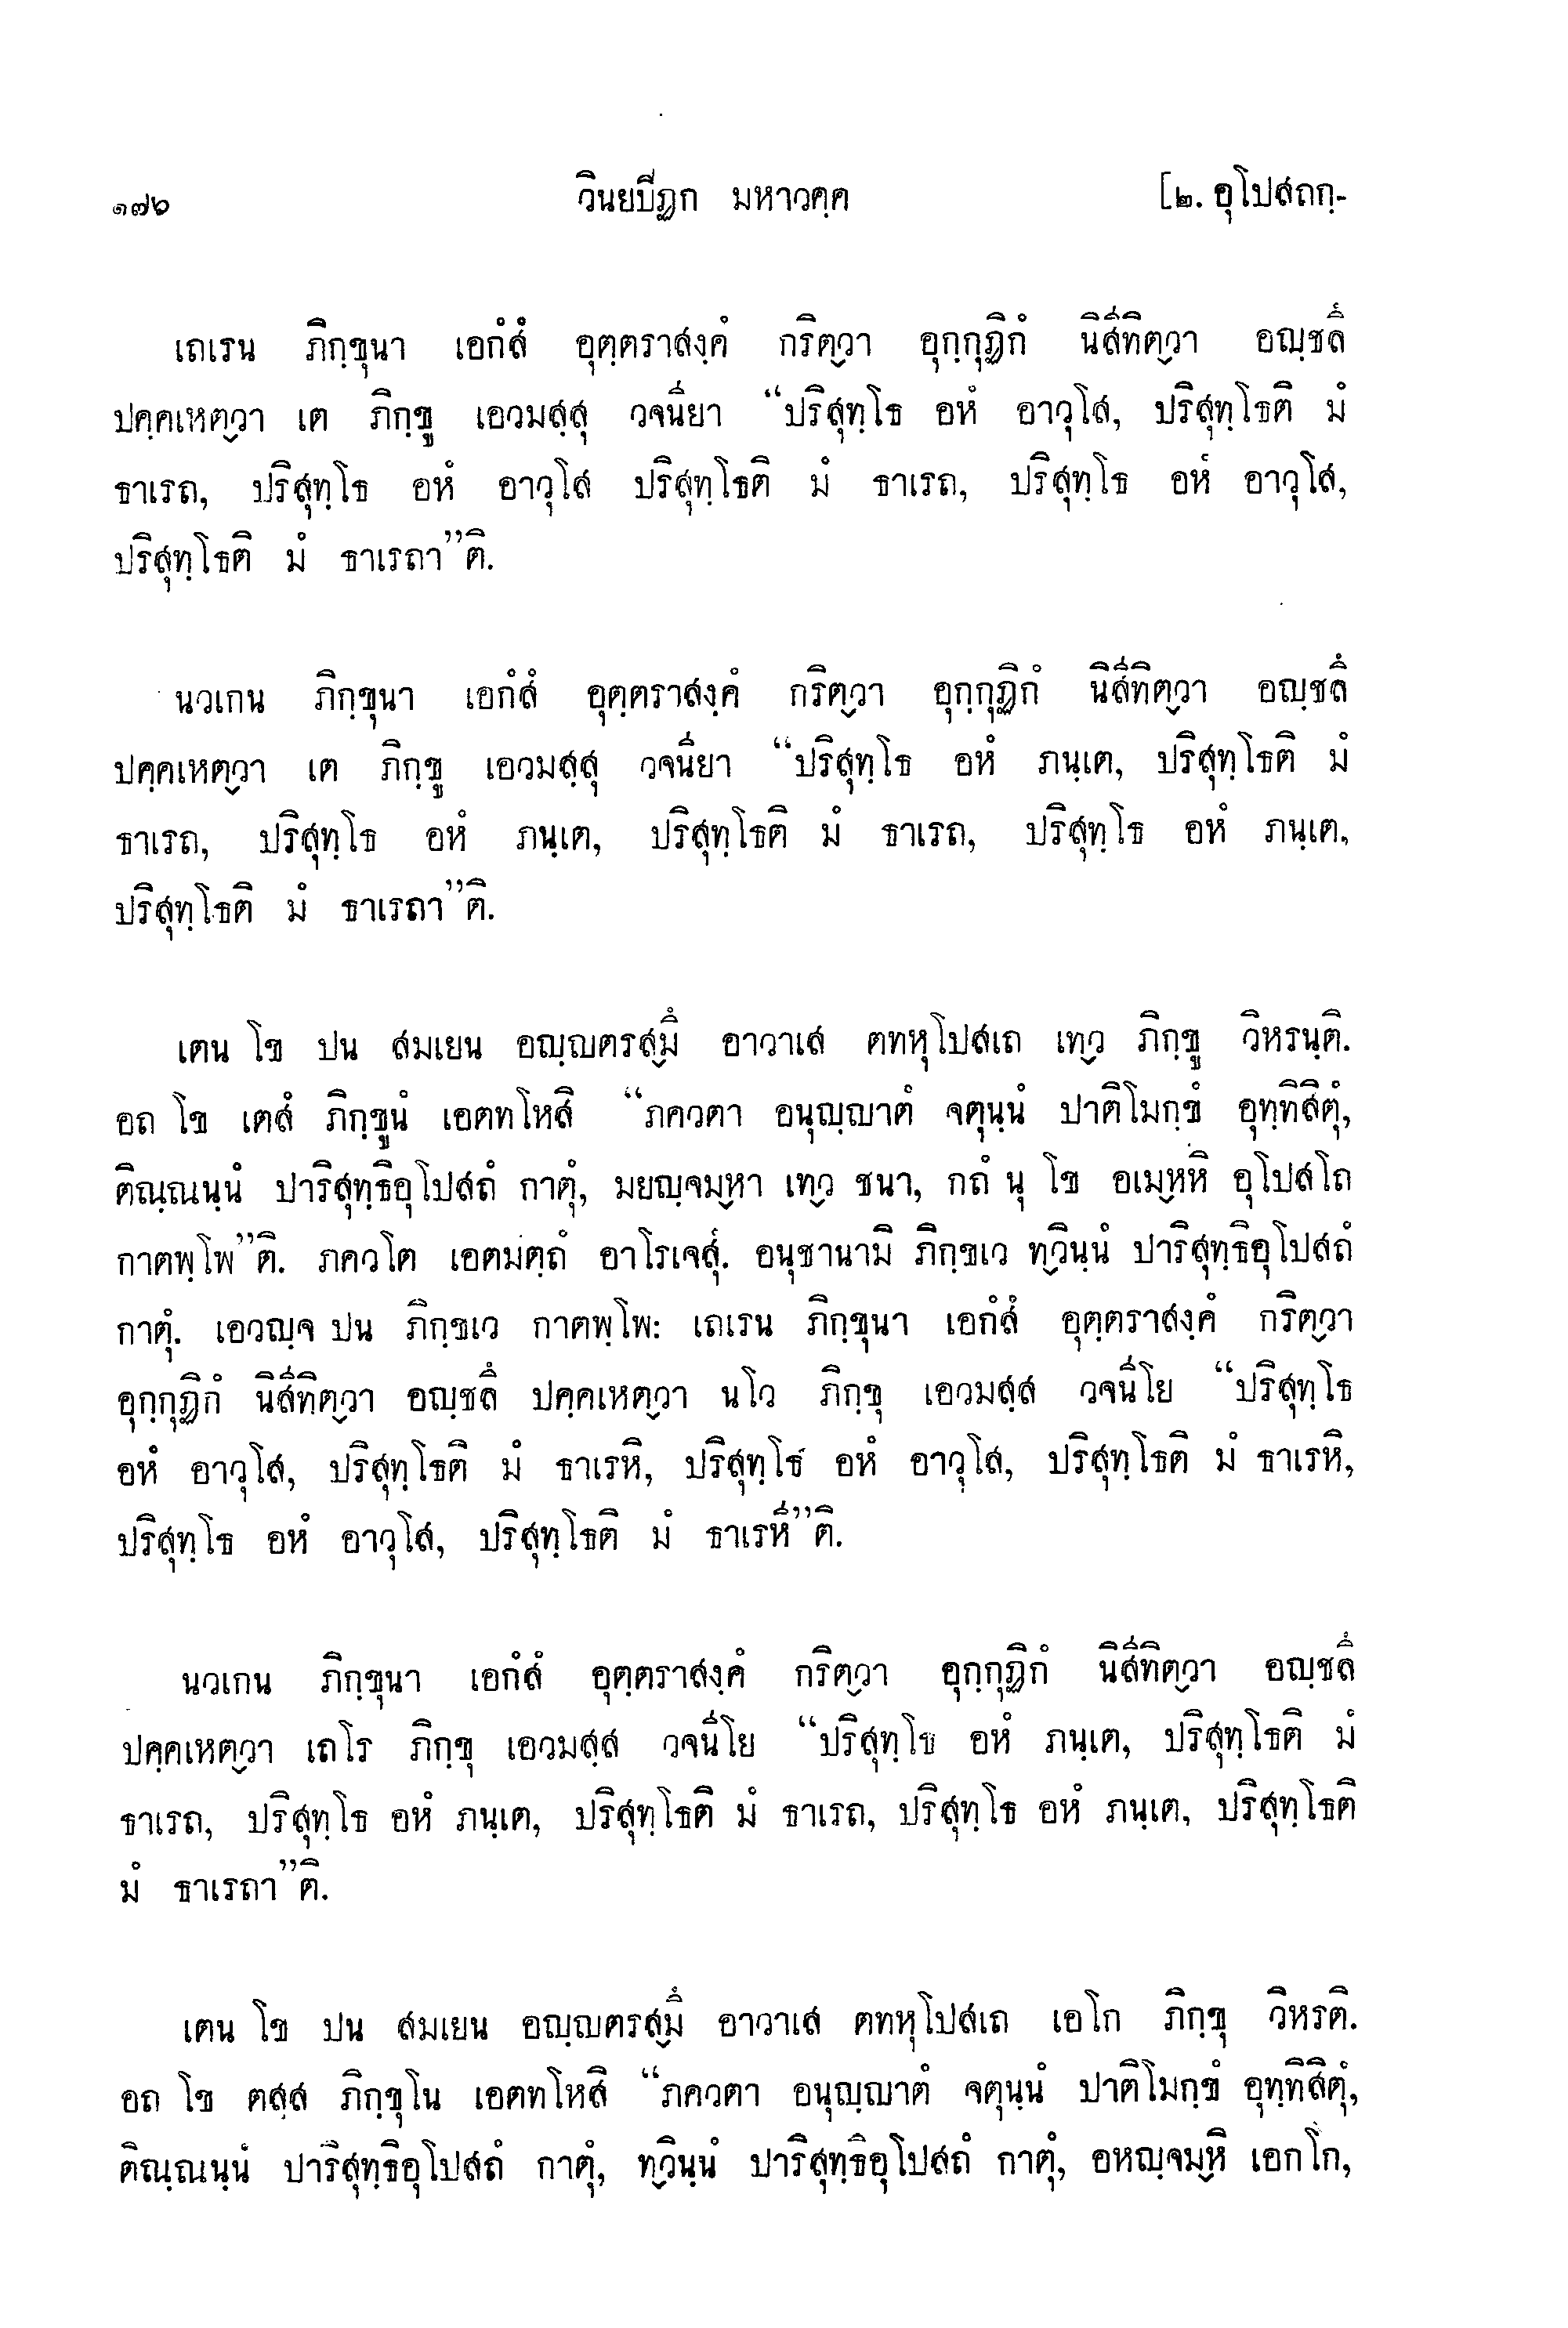 ๑๗๖ วินยปิฏก มหาวคฺค [๒. อุโปสถกฺ-
เถเรน ภิกฺขุนา เอกํสํ อุตฺตราสงฺคํ กริตฺวา อุกฺกุฏิกํ นิสีทิตฺวา อญฺชลึ
ปคฺคเหตฺวา เต ภิกฺขู เอวมสฺสุ วจนียา “ปริสุทฺโธ อหํ อาวุโส, ปริสุทฺโธติ มํ
ธาเรถ, ปริสุทฺโธ อหํ อาวุโส ปริสุทฺโธติ มํ ธาเรถ, ปริสุทฺโธ อหํ อาวุโส,
ปริสุทฺโธติ มํ ธาเรถา”ติ.
นวเกน ภิกฺขุนา เอกํสํ อุตฺตราสงฺคํ กริตฺวา อุกฺกุฏิกํ นิสีทิตฺวา อญฺชลึ
ปคฺคเหตฺวา เต ภิกฺขู เอวมสฺสุ วจนียา “ปริสุทฺโธ อหํ ภนฺเต, ปริสุทฺโธติ มํ
ธาเรถ, ปริสุทฺโธ อหํ ภนฺเต, ปริสุทฺโธติ มํ ธาเรถ, ปริสุทฺโธ อหํ ภนฺเต,
ปริสุทฺโธติ มํ ธาเรถา”ติ.
เตน โข ปน สมเยน อญฺญตรสฺมึ อาวาเส ตทหุโปสเถ เทฺว ภิกฺขู วิหรนฺติ.
อถ โข เตสํ ภิกฺขูนํ เอตทโหสิ “ภควตา อนุญฺญาตํ จตุนฺนํ ปาติโมกฺขํ อุทฺทิสิตุํ,
ติณฺณนฺนํ ปาริสุทฺธิอุโปสถํ กาตุํ, มยญฺจมฺหา เทฺว ชนา, กถํ นุ โข อเมฺหหิ อุโปสโถ
กาตพฺโพ”ติ. ภควโต เอตมตฺถํ อาโรเจสุํ. อนุชานามิ ภิกฺขเว ทฺวินฺนํ ปาริสุทฺธิอุโปสถํ
กาตุํ. เอวญฺจ ปน ภิกฺขเว กาตพฺโพ: เถเรน ภิกฺขุนา เอกํสํ อุตฺตราสงฺคํ กริตฺวา
อุกฺกุฏิกํ นิสีทิตฺวา อญฺชลึ ปคฺคเหตฺวา นโว ภิกฺขุ เอวมสฺส วจนีโย “ปริสุทฺโธ
อหํ อาวุโส, ปริสุทฺโธติ มํ ธาเรหิ, ปริสุทฺโธ อหํ อาวุโส, ปริสุทฺโธติ มํ ธาเรหิ,
ปริสุทฺโธ อหํ อาวุโส, ปริสุทฺโธติ มํ ธาเรหี”ติ.
นวเกน ภิกฺขุนา เอกํสํ อุตฺตราสงฺคํ กริตฺวา อุกฺกุฏิกํ นิสีทิตฺวา อญฺชลึ
ปคฺคเหตฺวา เถโร ภิกฺขุ เอวมสฺส วจนีโย “ปริสุทฺโธ อหํ ภนฺเต, ปริสุทฺโธติ มํ
ธาเรถ, ปริสุทฺโธ อหํ ภนฺเต, ปริสุทฺโธติ มํ ธาเรถ, ปริสุทฺโธ อหํ ภนฺเต, ปริสุทฺโธติ
มํ ธาเรถา”ติ.
เตน โข ปน สมเยน อญฺญตรสฺมึ อาวาเส ตทหุโปสเถ เอโก ภิกฺขุ วิหรติ.
อถ โข ตสฺส ภิกฺขุโน เอตทโหสิ “ภควตา อนุญฺญาตํ จตุนฺนํ ปาติโมกฺขํ อุทฺทิสิตุํ,
ติณฺณนฺนํ ปาริสุทฺธิอุโปสถํ กาตุํ, ทฺวินฺนํ ปาริสุทฺธิอุโปสถํ กาตุํ, อหญฺจมฺหิ เอกโก,